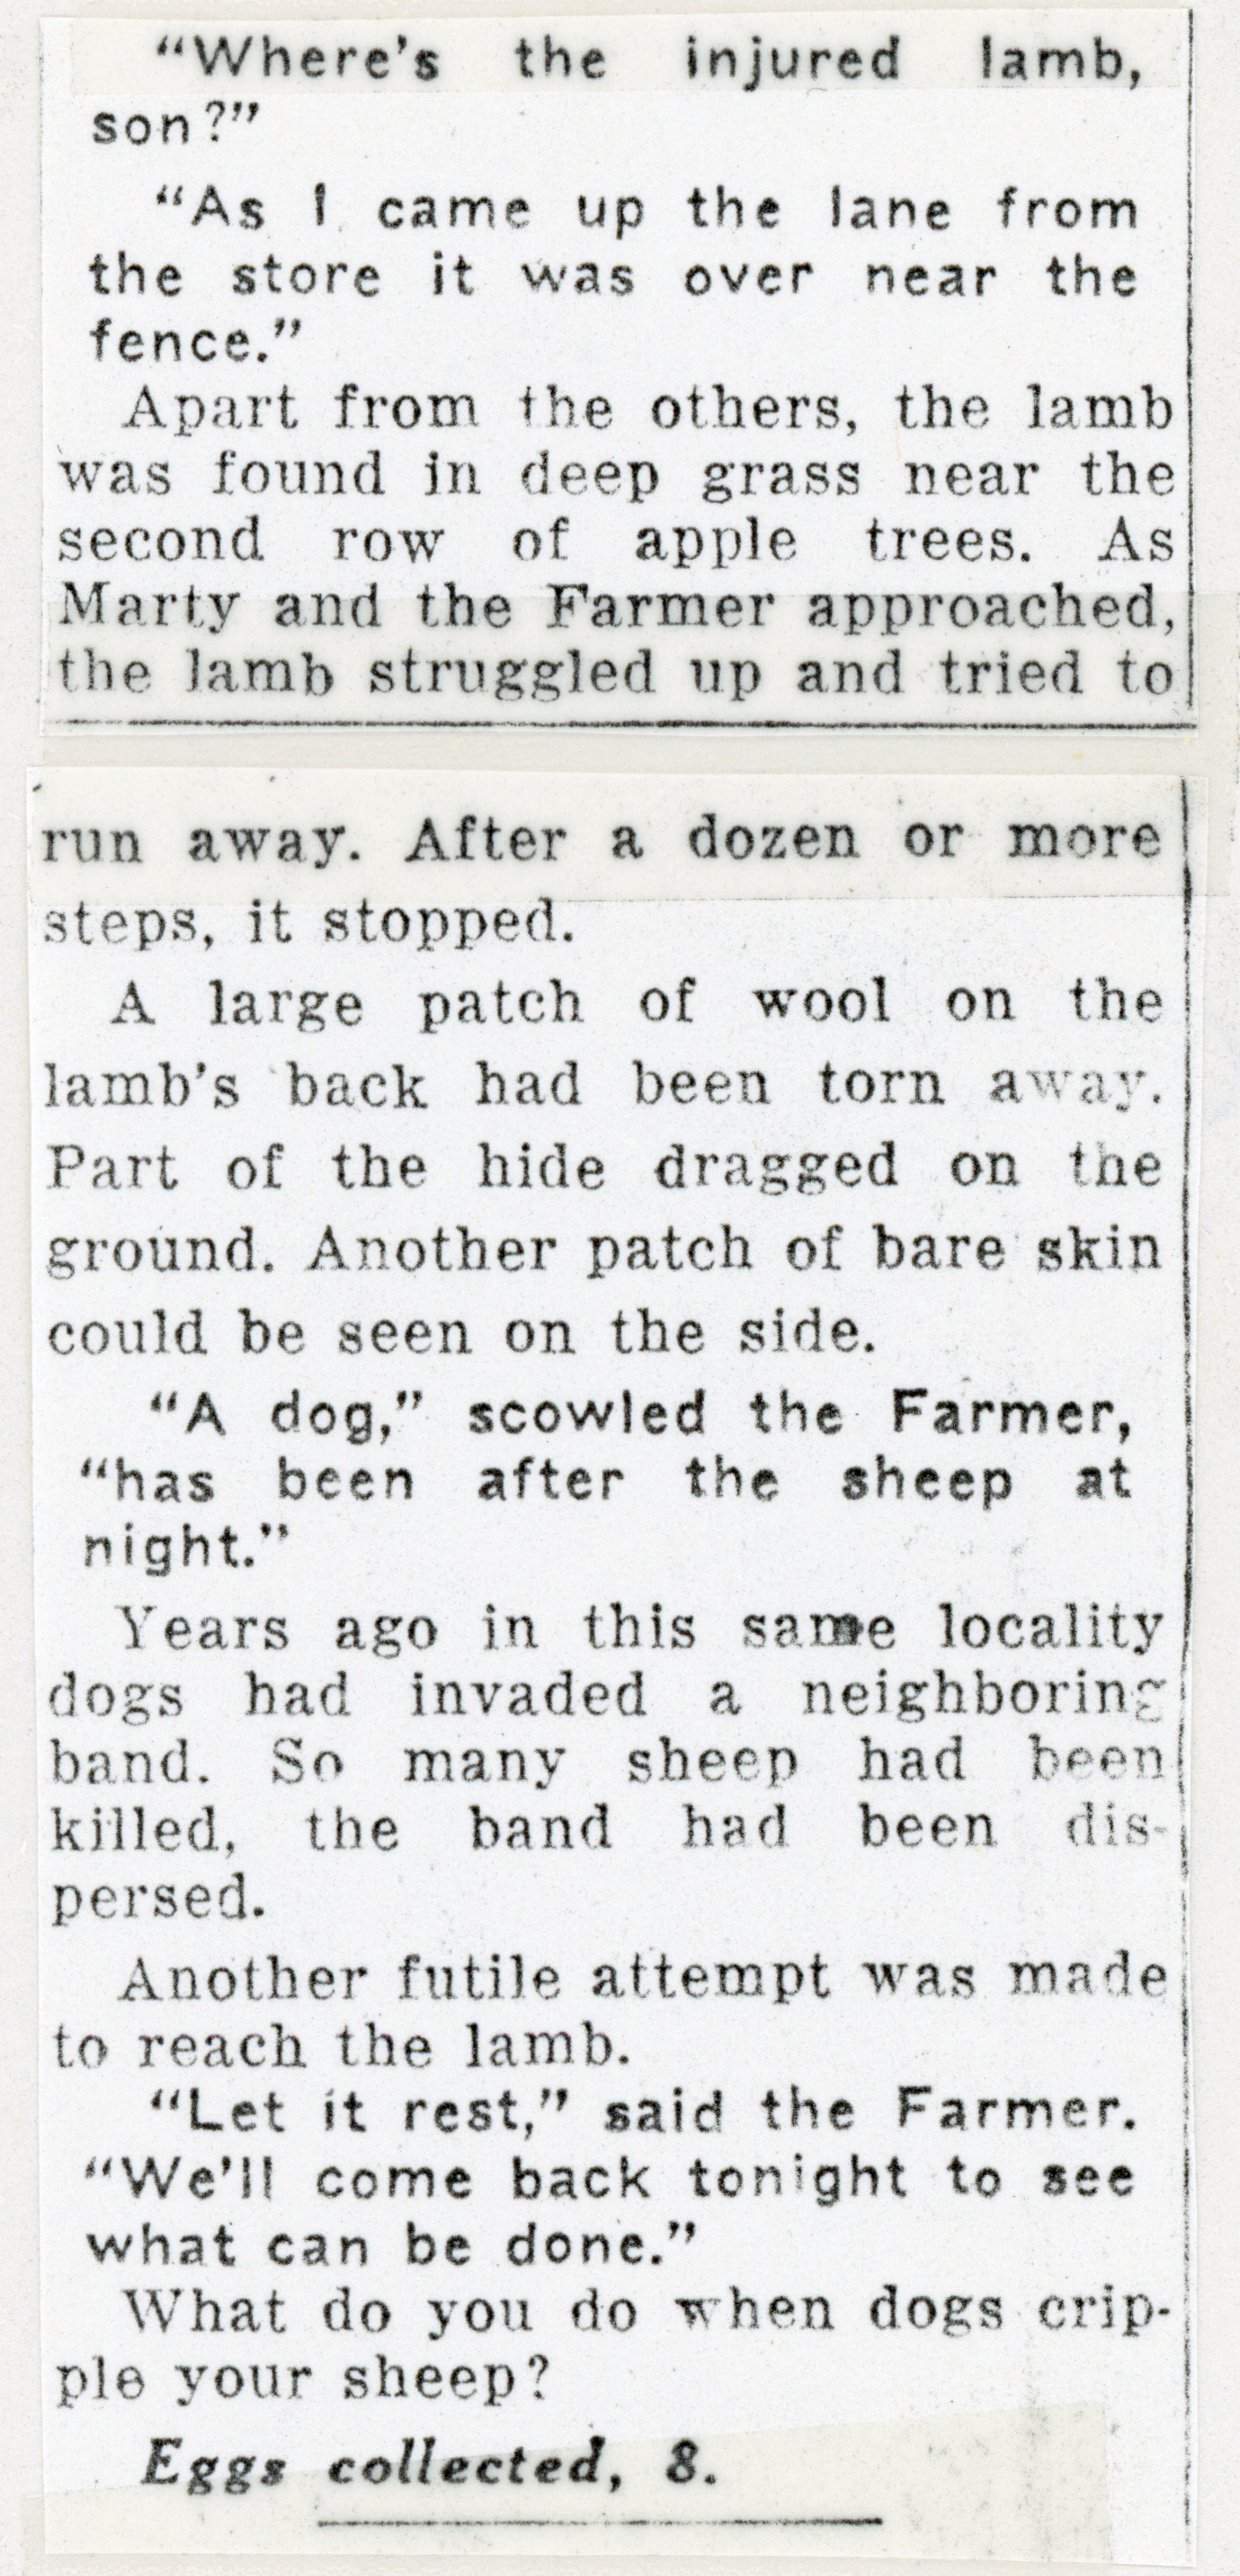 “Where’s the injured lamb,
son?”
“As I came up the lane from
the store it was over near the
fence.”
Apart from the others, the lamb
was found in deep grass near the
second row of apple trees. As
Marty and the Farmer approached,
the lamb struggled up and tried to
run away. After a dozen or more
steps, it stopped.
A large patch of wool on the
lamb’s back had been torn away.
Part of the hide dragged on the
ground. Another patch of bare skin
could be seen on the side.
“A dog,” scowled the Farmer,
“has been after the sheep at
night.”
Years ago in this same locality
dogs had invaded a neighboring
band. So many sheep had been
killed, the band had been dis-
persed.
Another futile attempt was made
to reach the lamb.
“Let it rest,” said the Farmer.
“We’ll come back tonight to see
what can be done.”
What do you do when dogs crip-
ple your sheep?
Eggs collected, 8.